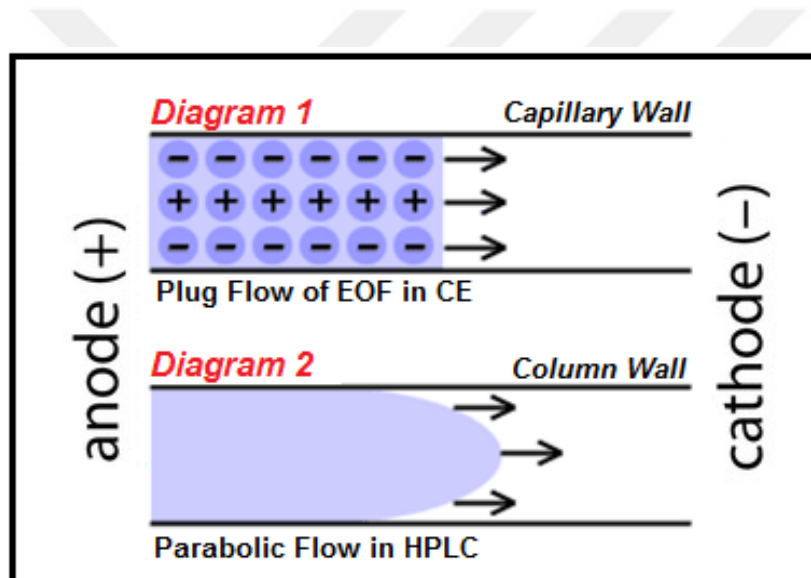 Diagram 1
Capillary Wall
− − − − − −
+ + + + + +
− − − − − −
Plug Flow of EOF in CE
anode (+)
cathode (−)
Diagram 2
Column Wall
Parabolic Flow in HPLC